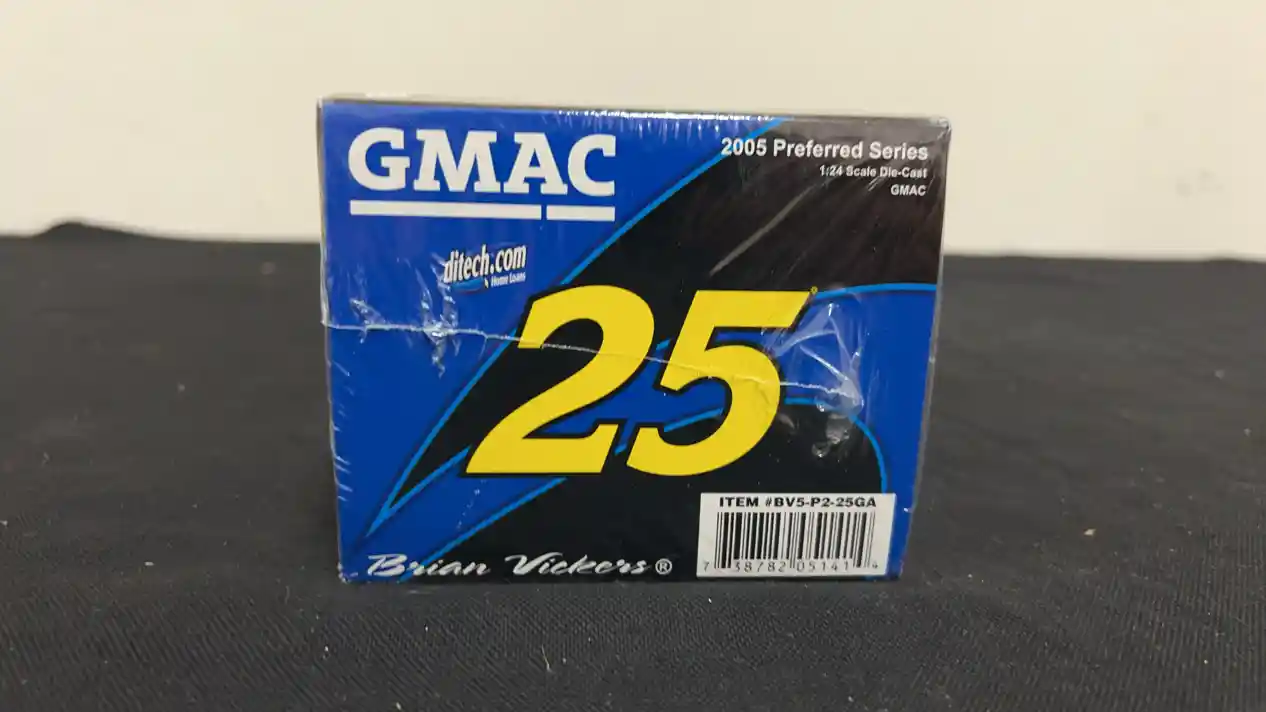 GMAC
2005 Preferred Series
1:24 Scale Die-Cast
GMAC
ditech.com
Home Loans
25
ITEM #BV5-P2-25GA
7 38782 05141 4
Brian Vickers®